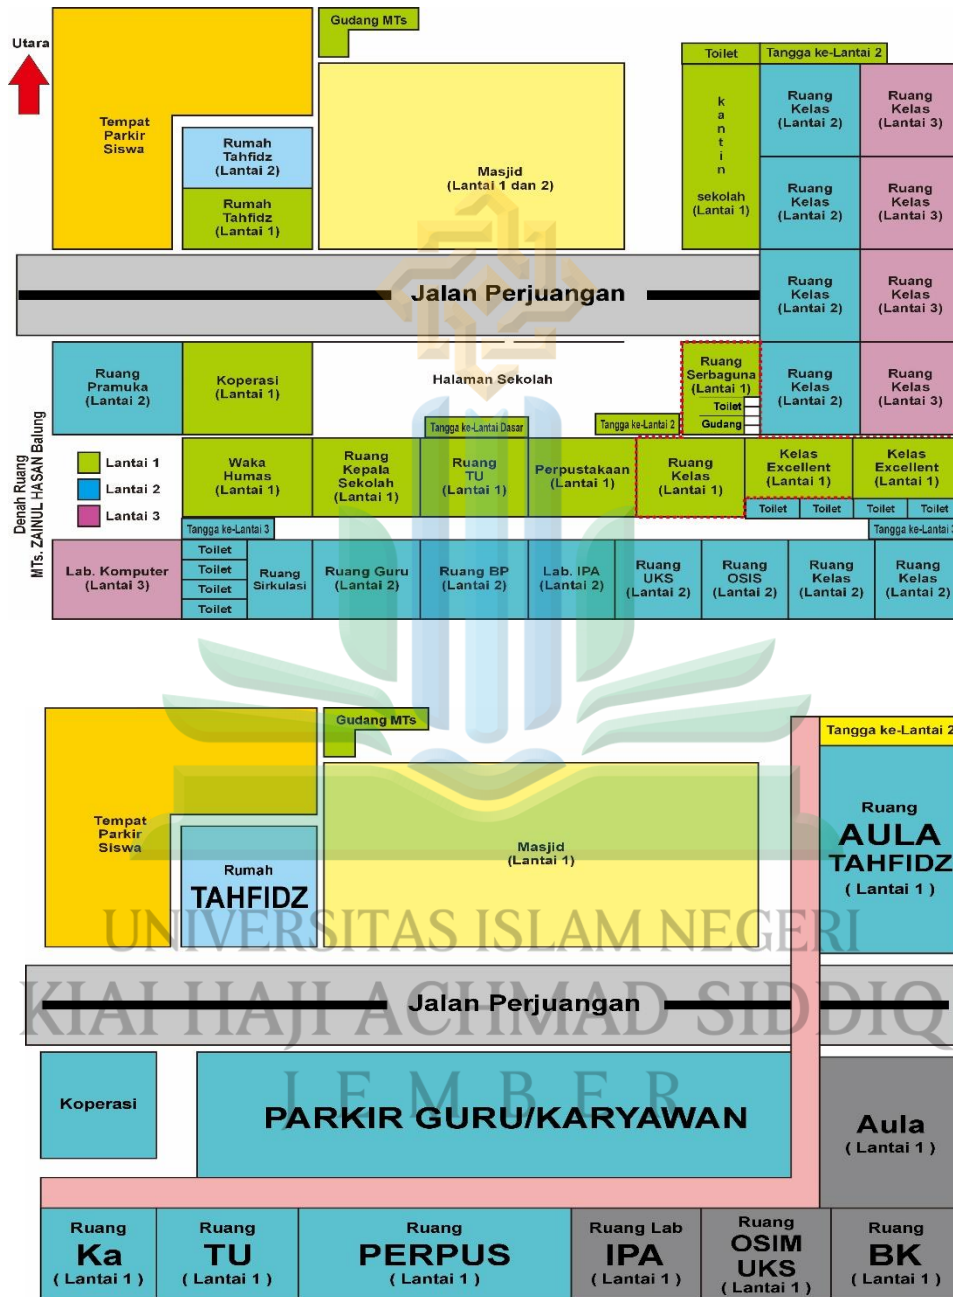 Utara
Gudang MTs
Tempat
Parkir
Siswa
Rumah
Tahfidz
(Lantai 2)
Rumah
Tahfidz
(Lantai 1)
Masjid
(Lantai 1 dan 2)
Toilet
Tangga ke-Lantai 2
kantin
sekolah
(Lantai 1)
Ruang
Kelas
(Lantai 2)
Ruang
Kelas
(Lantai 3)
Ruang
Kelas
(Lantai 2)
Ruang
Kelas
(Lantai 3)
Jalan Perjuangan
Ruang
Kelas
(Lantai 2)
Ruang
Kelas
(Lantai 3)
Ruang
Pramuka
(Lantai 2)
Koperasi
(Lantai 1)
Halaman Sekolah
Ruang
Serbaguna
(Lantai 1)
Toilet
Gudang
Ruang
Kelas
(Lantai 2)
Ruang
Kelas
(Lantai 3)
Tangga ke-Lantai Dasar
Tangga ke-Lantai 2
Denah Ruang
MTs. ZAINUL HASAN Balung
Lantai 1
Lantai 2
Lantai 3
Waka
Humas
(Lantai 1)
Ruang
Kepala
Sekolah
(Lantai 1)
Ruang
TU
(Lantai 1)
Perpustakaan
(Lantai 1)
Ruang
Kelas
(Lantai 1)
Kelas
Excellent
(Lantai 1)
Kelas
Excellent
(Lantai 1)
Toilet
Toilet
Toilet
Toilet
Tangga ke-Lantai 3
Tangga ke-Lantai 3
Lab. Komputer
(Lantai 3)
Toilet
Toilet
Toilet
Toilet
Ruang
Sirkulasi
Ruang Guru
(Lantai 2)
Ruang BP
(Lantai 2)
Lab. IPA
(Lantai 2)
Ruang
UKS
(Lantai 2)
Ruang
OSIS
(Lantai 2)
Ruang
Kelas
(Lantai 2)
Ruang
Kelas
(Lantai 2)
Gudang MTs
Tempat
Parkir
Siswa
Rumah
TAHFIDZ
Masjid
(Lantai 1)
Tangga ke-Lantai 2
Ruang
AULA
TAHFIDZ
( Lantai 1 )
UNIVERSITAS ISLAM NEGERI
Jalan Perjuangan
KIAI HAJI ACHMAD SIDDIQ
JEMBER
Koperasi
PARKIR GURU/KARYAWAN
Aula
( Lantai 1 )
Ruang
Ka
( Lantai 1 )
Ruang
TU
( Lantai 1 )
Ruang
PERPUS
( Lantai 1 )
Ruang Lab
IPA
( Lantai 1 )
Ruang
OSIM
UKS
( Lantai 1 )
Ruang
BK
( Lantai 1 )